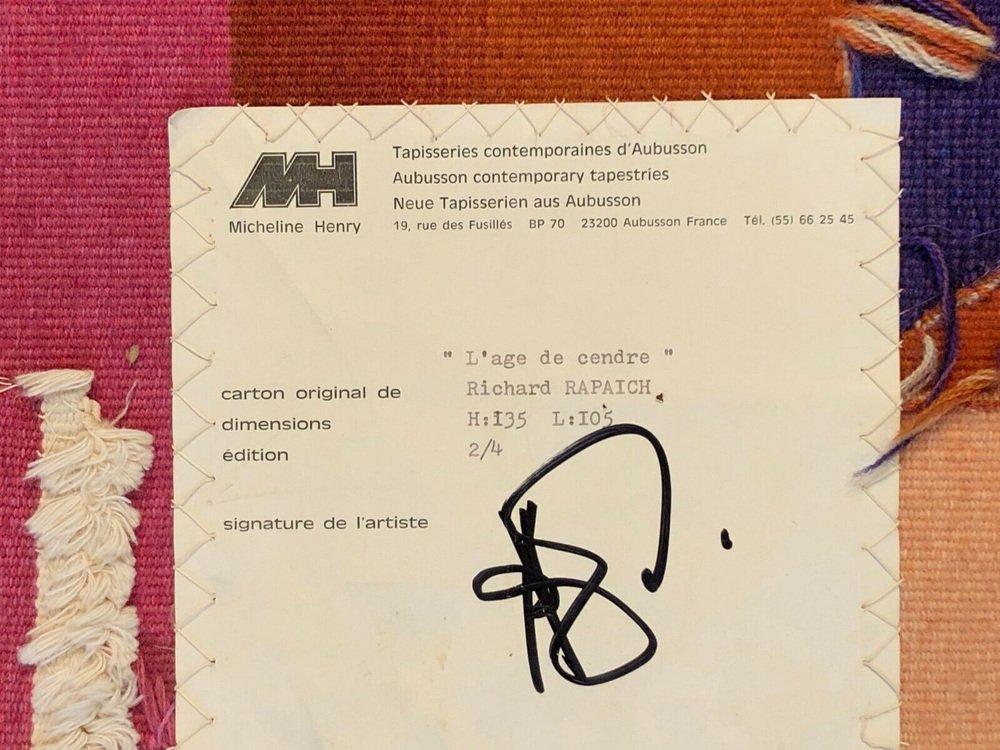 MH
Micheline Henry
Tapisseries contemporaines d'Aubusson
Aubusson contemporary tapestries
Neue Tapisserien aus Aubusson
19, rue des Fusillés BP 70 23200 Aubusson France Tél. (55) 66 25 45
" L'age de cendre "
carton original de Richard RAPAICH
dimensions H:I35 L:I05
édition 2/4
signature de l'artiste